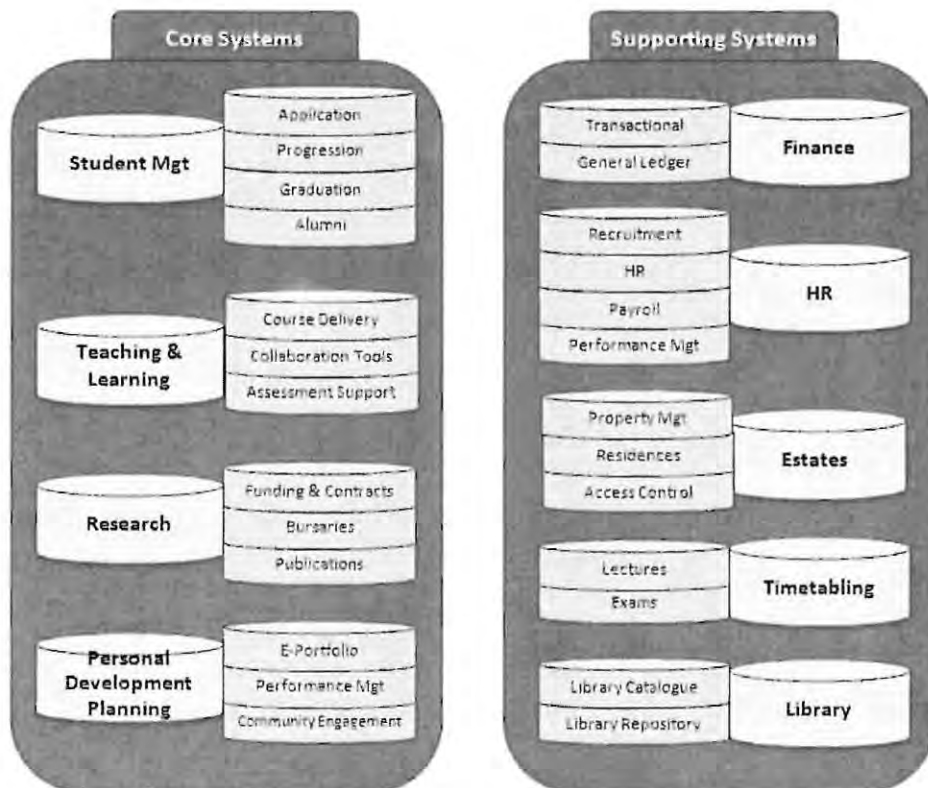 Core Systems
Student Mgt
Application
Progression
Graduation
Alumni
Teaching &
Learning
Course Delivery
Collaboration Tools
Assessment Support
Research
Funding & Contracts
Bursaries
Publications
Personal
Development
Planning
E-Portfolio
Performance Mgt
Community Engagement
Supporting Systems
Transactional
General Ledger
Finance
Recruitment
HR
Payroll
Performance Mgt
HR
Property Mgt
Residences
Access Control
Estates
Lectures
Exams
Timetabling
Library Catalogue
Library Repository
Library